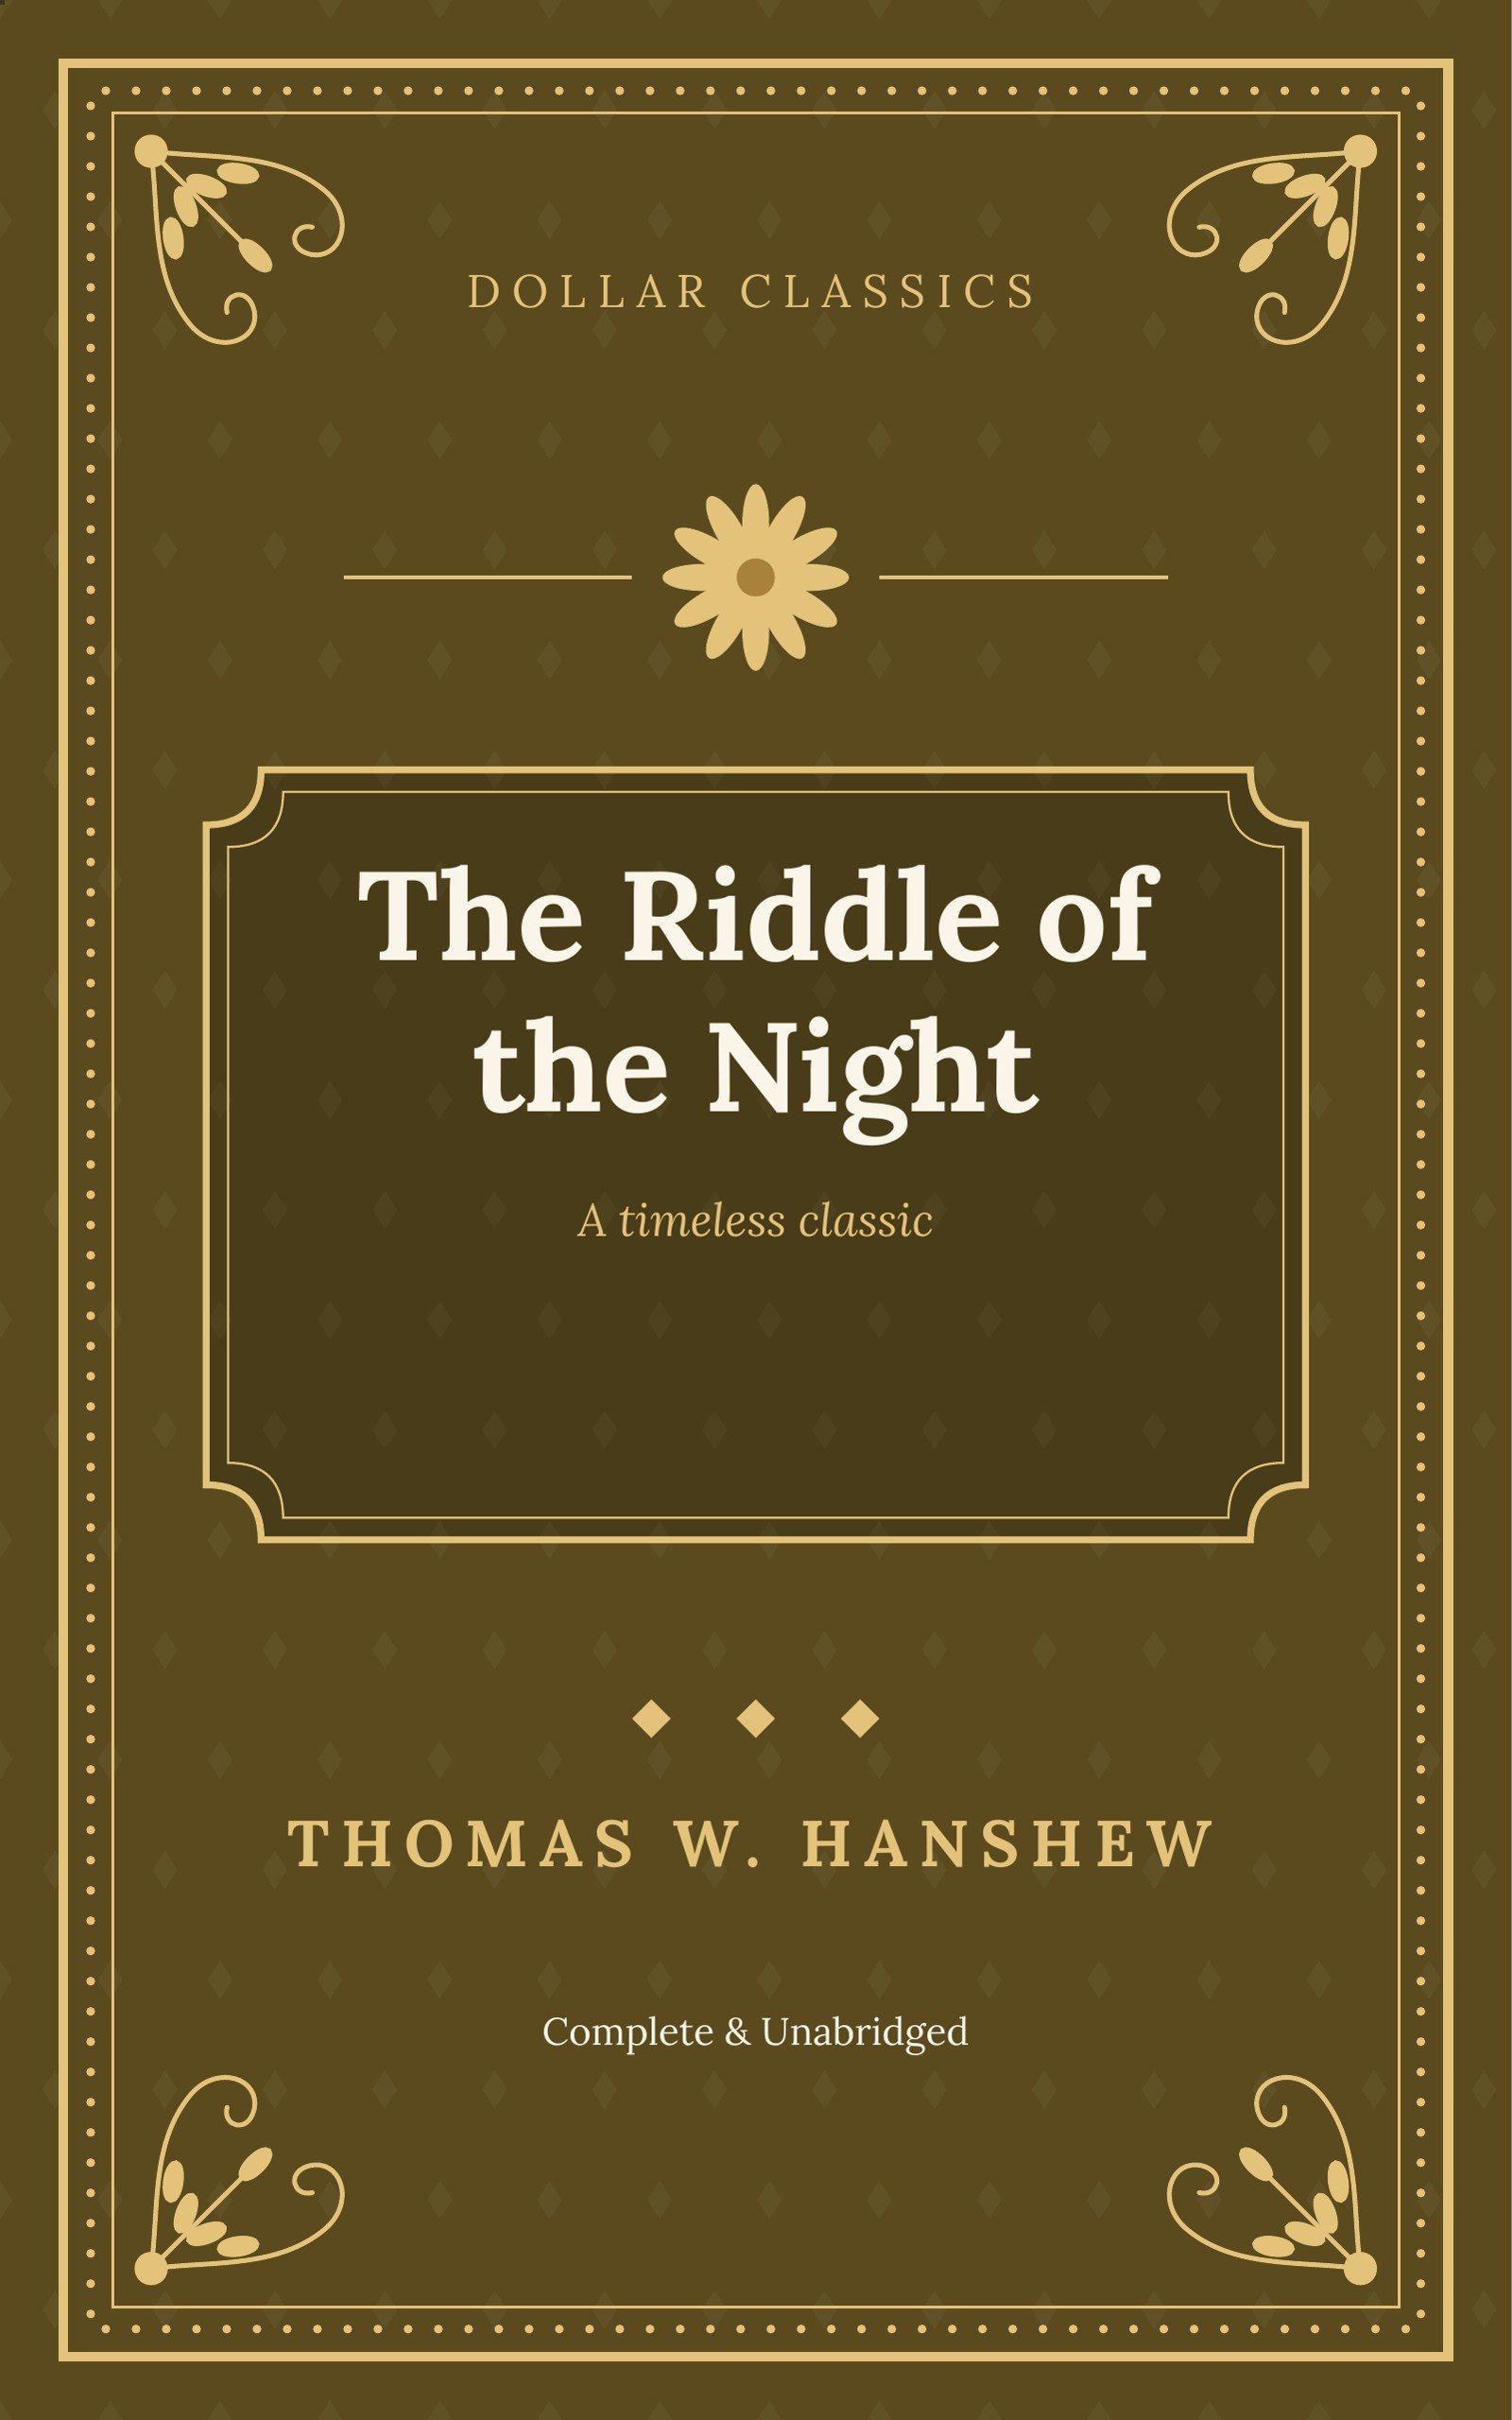 DOLLAR CLASSICS
The Riddle of
the Night
A timeless classic
THOMAS W. HANSHEW
Complete & Unabridged